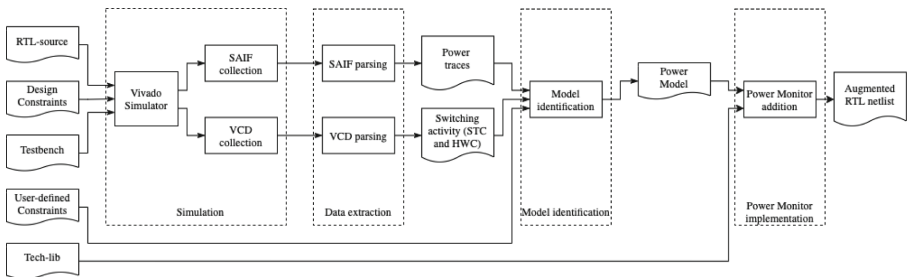 RTL-source
Design
Constraints
Testbench
User-defined
Constraints
Tech-lib
Vivado
Simulator
SAIF
collection
VCD
collection
Simulation
SAIF parsing
VCD parsing
Data extraction
Power
traces
Switching
activity (STC
and HWC)
Model
identification
Model identification
Power
Model
Power Monitor
addition
Power Monitor
implementation
Augmented
RTL netlist